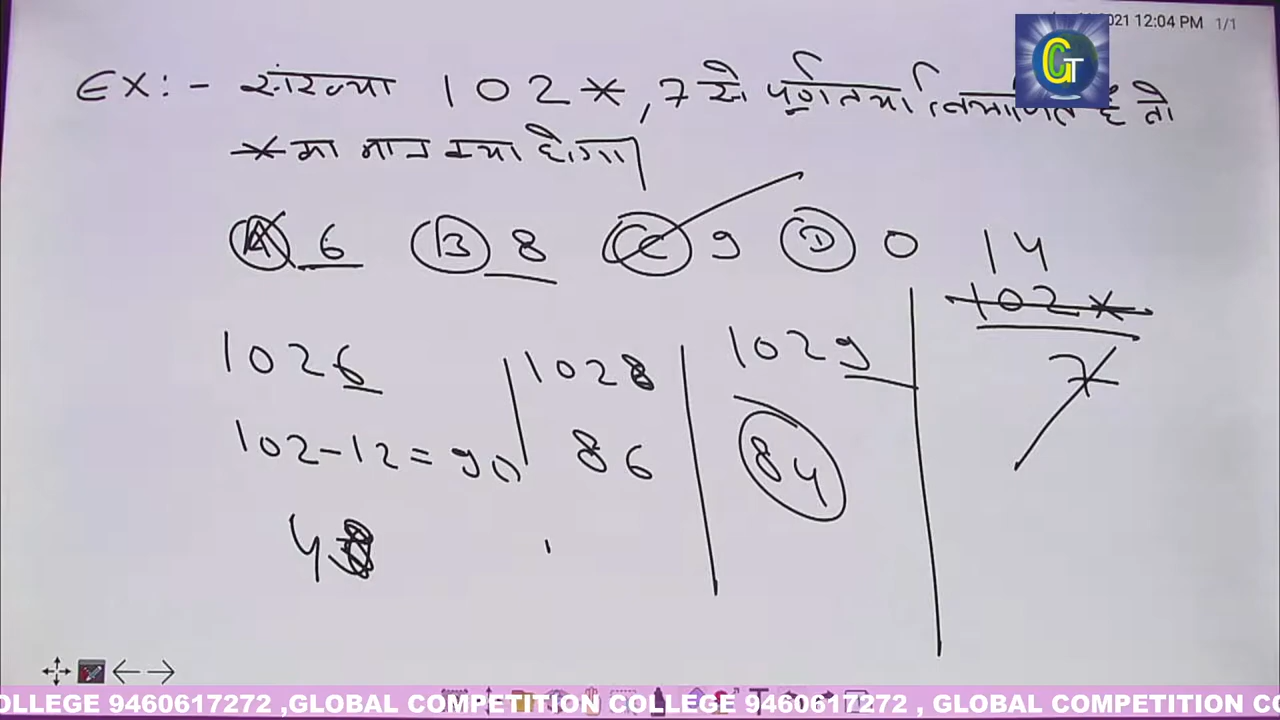 2021 12:04 PM 1/1
GT
EX:- संख्या 102*, 7 से पूर्णतया विभाजित है तो
* का मान क्या होगा।
(A) 6 (B) 8 (C) 9 (D) 0
14
102*
7
1026
102-12=90
1028
86
1029
84
OLLEGE 9460617272 ,GLOBAL COMPETITION COLLEGE 9460617272 , GLOBAL COMPETITION CO